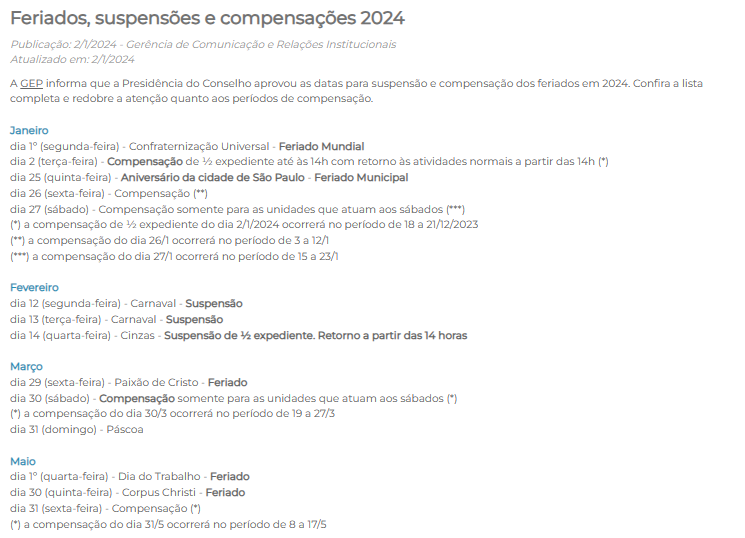 Feriados, suspensões e compensações 2024
Publicação: 2/1/2024 - Gerência de Comunicação e Relações Institucionais
Atualizado em: 2/1/2024
A GEP informa que a Presidência do Conselho aprovou as datas para suspensão e compensação dos feriados em 2024. Confira a lista
completa e redobre a atenção quanto aos períodos de compensação.
Janeiro
dia 1º (segunda-feira) - Confraternização Universal - Feriado Mundial
dia 2 (terça-feira) - Compensação de ½ expediente até às 14h com retorno às atividades normais a partir das 14h (*)
dia 25 (quinta-feira) - Aniversário da cidade de São Paulo - Feriado Municipal
dia 26 (sexta-feira) - Compensação (**)
dia 27 (sábado) - Compensação somente para as unidades que atuam aos sábados (***)
(*) a compensação de ½ expediente do dia 2/1/2024 ocorrerá no período de 18 a 21/12/2023
(**) a compensação do dia 26/1 ocorrerá no período de 3 a 12/1
(***) a compensação do dia 27/1 ocorrerá no período de 15 a 23/1
Fevereiro
dia 12 (segunda-feira) - Carnaval - Suspensão
dia 13 (terça-feira) - Carnaval - Suspensão
dia 14 (quarta-feira) - Cinzas - Suspensão de ½ expediente. Retorno a partir das 14 horas
Março
dia 29 (sexta-feira) - Paixão de Cristo - Feriado
dia 30 (sábado) - Compensação somente para as unidades que atuam aos sábados (*)
(*) a compensação do dia 30/3 ocorrerá no período de 19 a 27/3
dia 31 (domingo) - Páscoa
Maio
dia 1º (quarta-feira) - Dia do Trabalho - Feriado
dia 30 (quinta-feira) - Corpus Christi - Feriado
dia 31 (sexta-feira) - Compensação (*)
(*) a compensação do dia 31/5 ocorrerá no período de 8 a 17/5